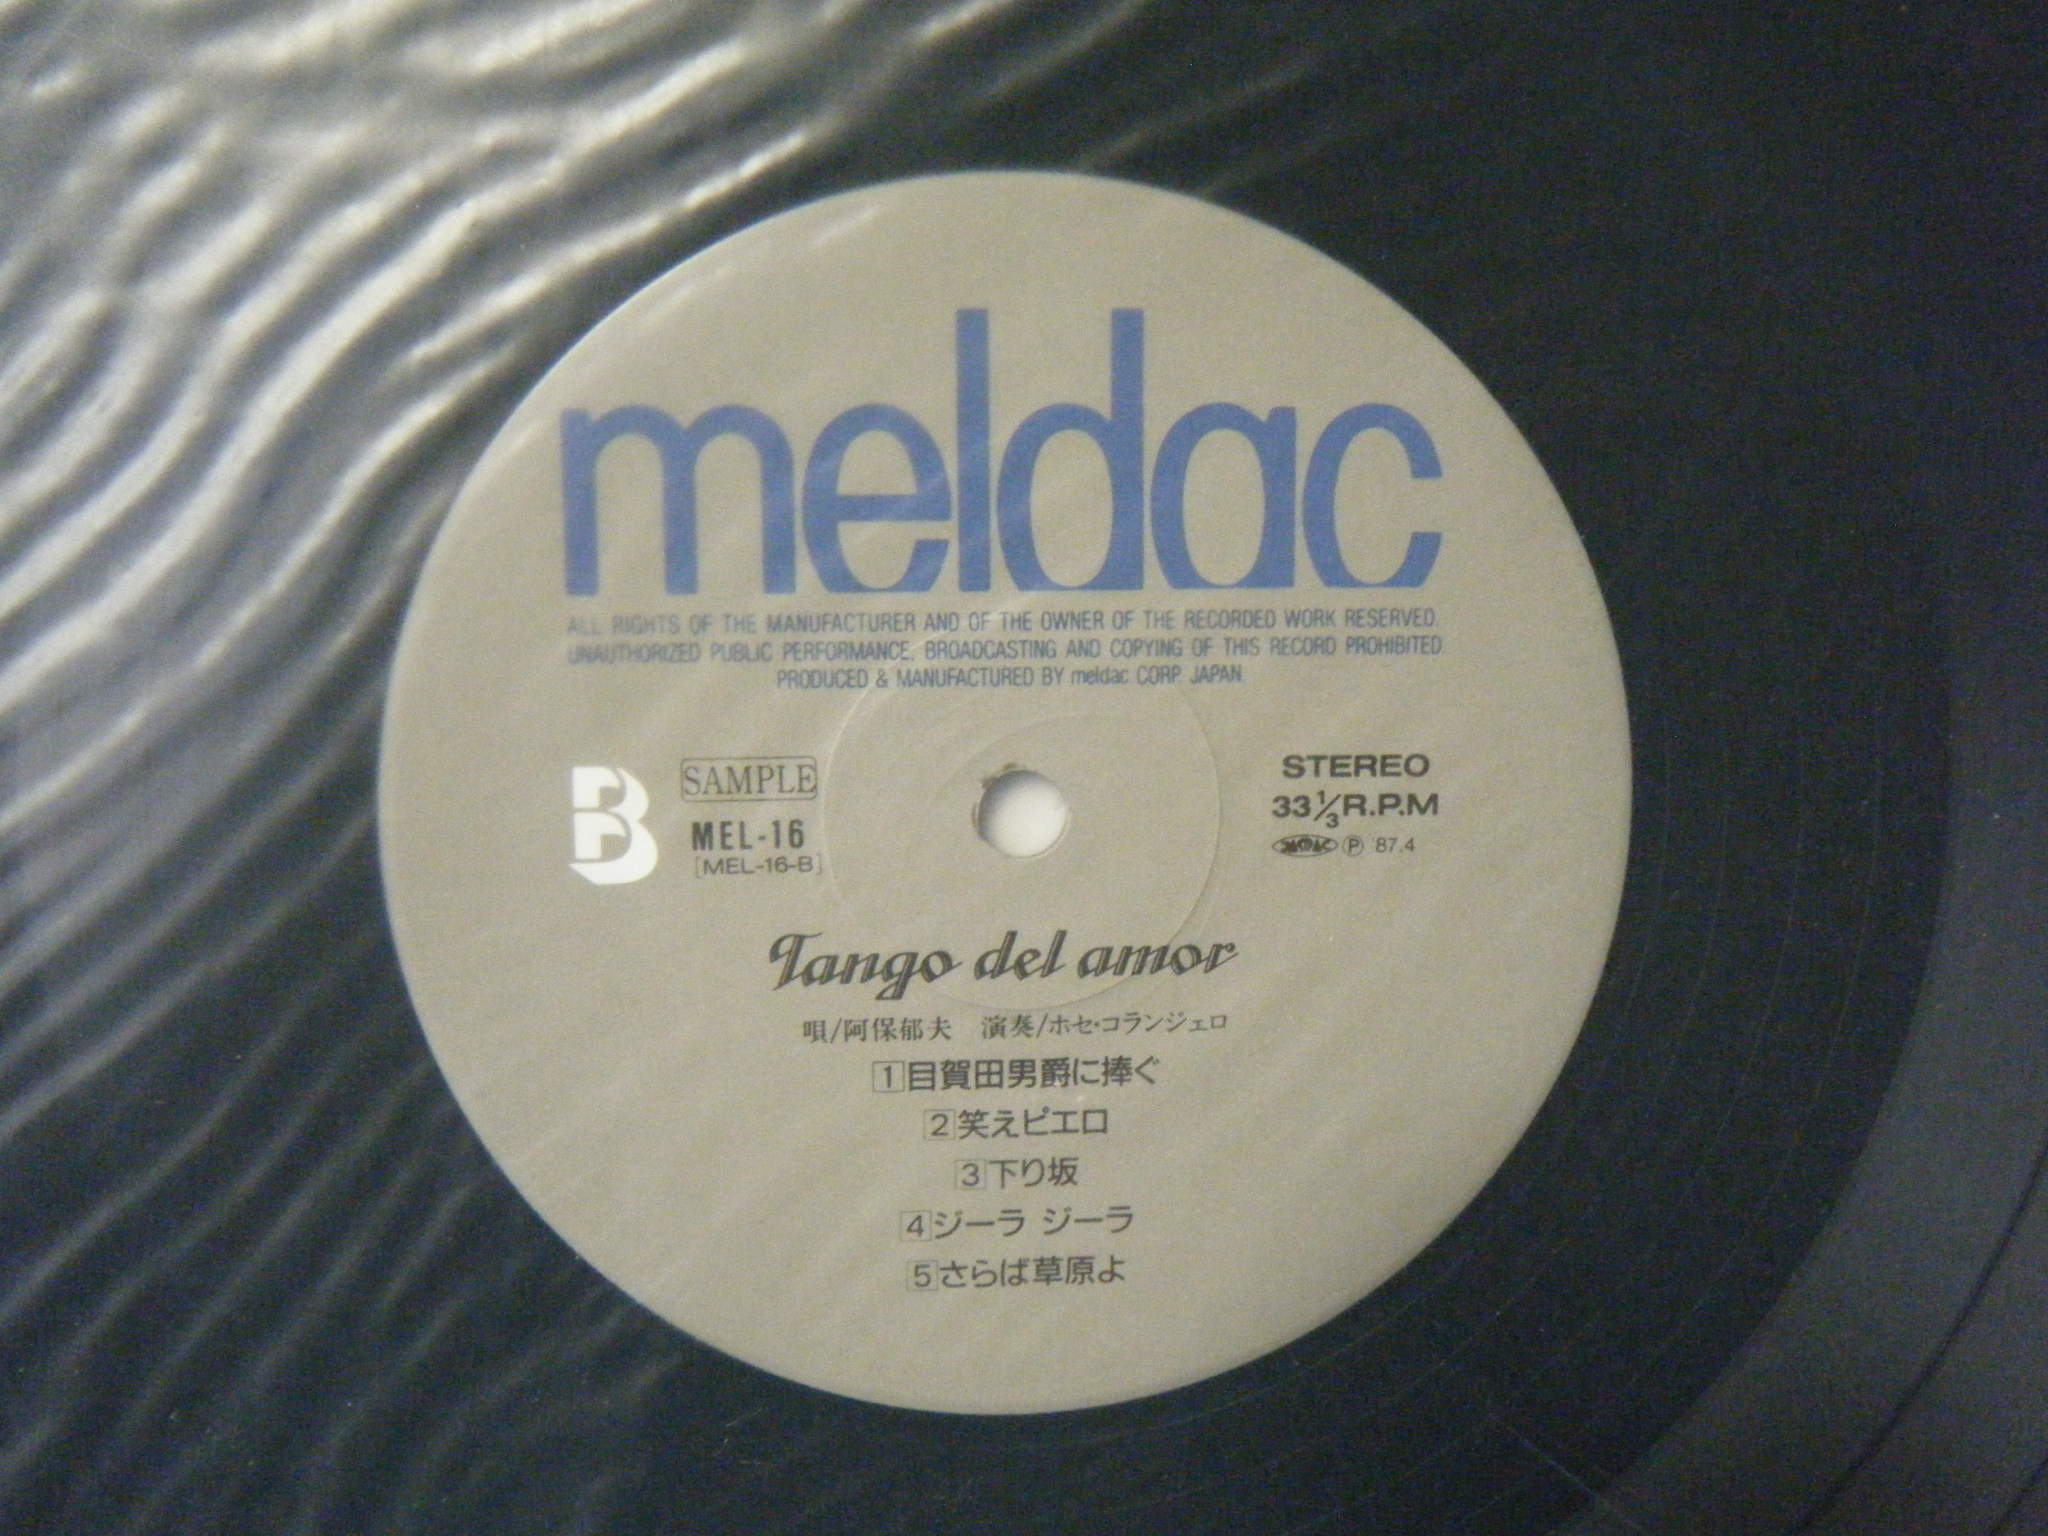 meldac
ALL RIGHTS OF THE MANUFACTURER AND OF THE OWNER OF THE RECORDED WORK RESERVED.
UNAUTHORIZED PUBLIC PERFORMANCE, BROADCASTING AND COPYING OF THIS RECORD PROHIBITED.
PRODUCED & MANUFACTURED BY meldac CORP. JAPAN.
B
SAMPLE
MEL-16
[MEL-16-B]
STEREO
33 1/3 R.P.M
Ⓟ '87.4
Tango del amor
唄/阿保郁夫 演奏/ホセ・コランジェロ
1 目賀田男爵に捧ぐ
2 笑えピエロ
3 下り坂
4 ジーラ ジーラ
5 さらば草原よ